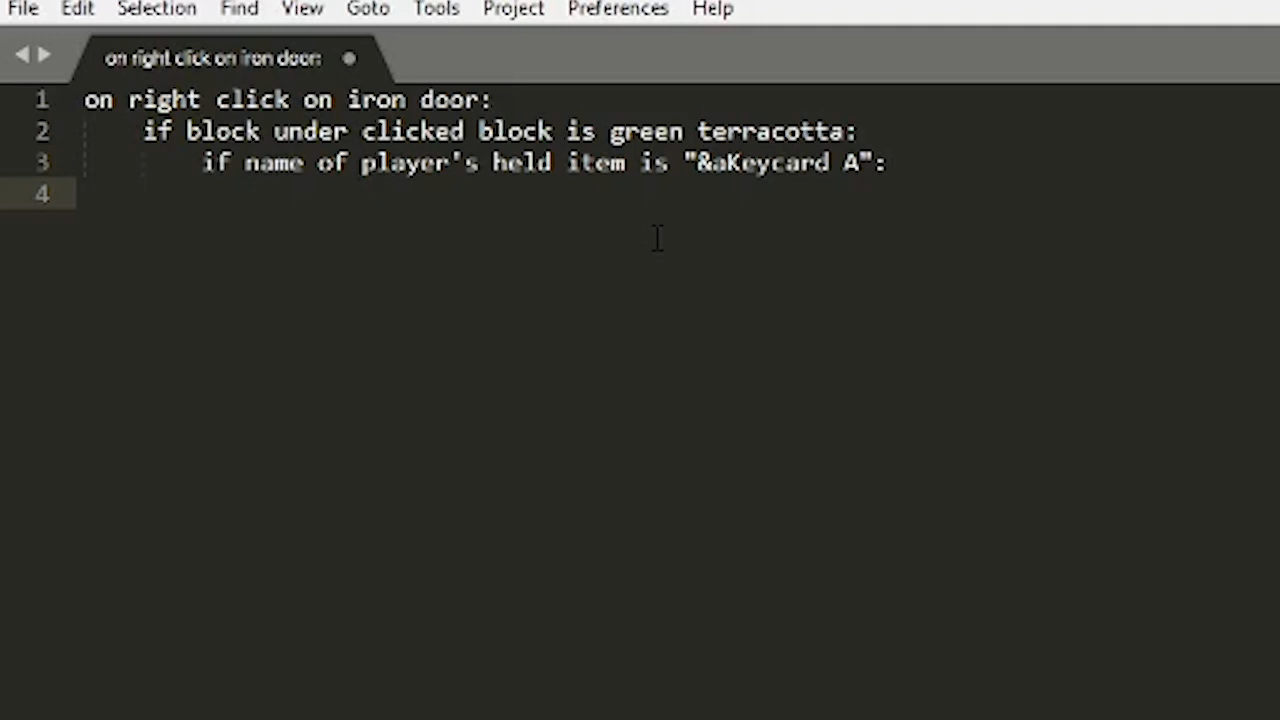 File Edit Selection Find View Goto Tools Project Preferences Help
on right click on iron door:
1 on right click on iron door:
2 if block under clicked block is green terracotta:
3 if name of player's held item is "&aKeycard A":
4